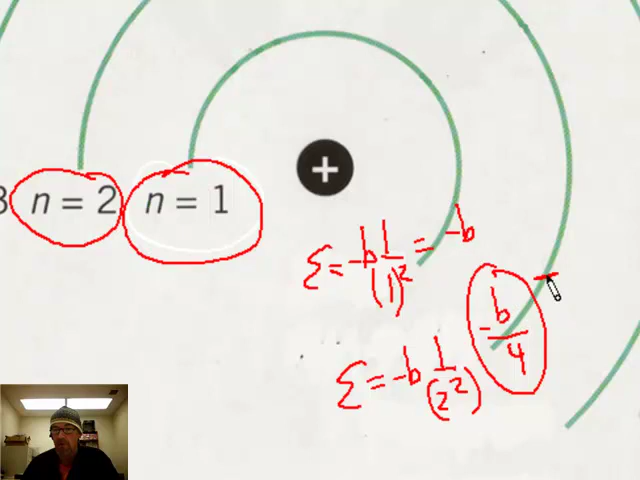 3 n = 2 n = 1
+
ε = -b 1/(1)² = -b
ε = -b 1/(2²) -b/4